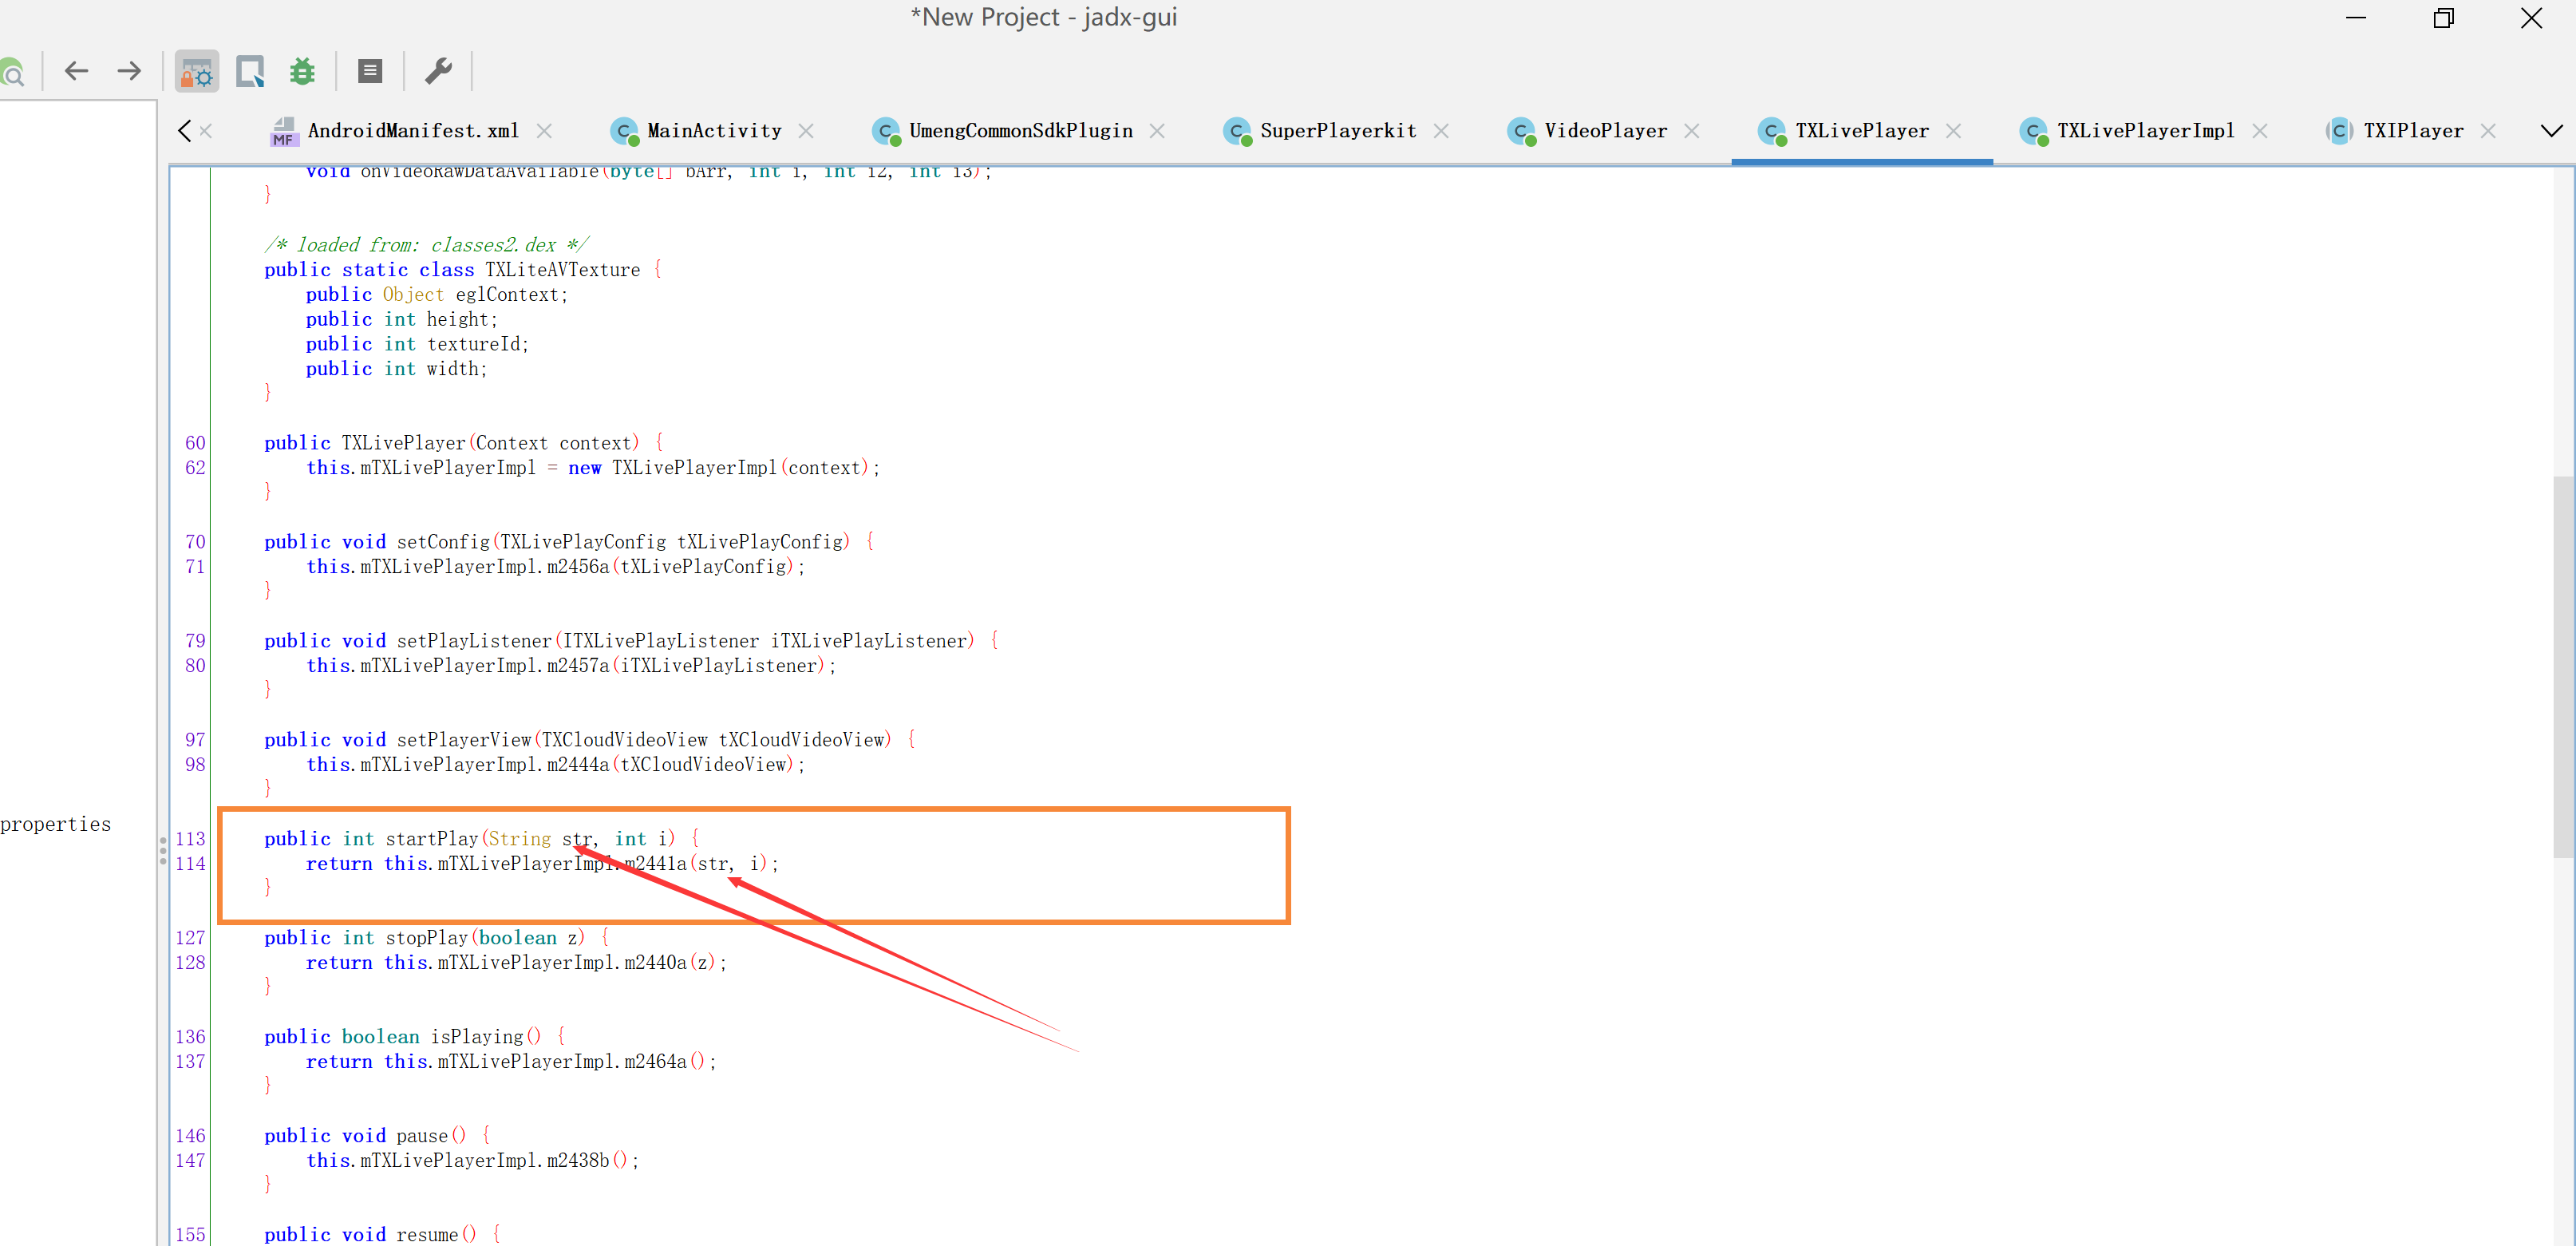 *New Project - jadx-gui
AndroidManifest.xml MainActivity UmengCommonSdkPlugin SuperPlayerkit VideoPlayer TXLivePlayer TXLivePlayerImpl TXIPlayer
MF C C C C C C C
void onVideoRawDataAvailable(byte[] bArr, int i, int i2, int i3);
}
/* loaded from: classes2.dex */
public static class TXLiteAVTexture {
public Object eglContext;
public int height;
public int textureId;
public int width;
}
60 public TXLivePlayer(Context context) {
62 this.mTXLivePlayerImpl = new TXLivePlayerImpl(context);
}
70 public void setConfig(TXLivePlayConfig tXLivePlayConfig) {
71 this.mTXLivePlayerImpl.m2456a(tXLivePlayConfig);
}
79 public void setPlayListener(ITXLivePlayListener iTXLivePlayListener) {
80 this.mTXLivePlayerImpl.m2457a(iTXLivePlayListener);
}
97 public void setPlayerView(TXCloudVideoView tXCloudVideoView) {
98 this.mTXLivePlayerImpl.m2444a(tXCloudVideoView);
}
properties
113 public int startPlay(String str, int i) {
114 return this.mTXLivePlayerImpl.m2441a(str, i);
}
127 public int stopPlay(boolean z) {
128 return this.mTXLivePlayerImpl.m2440a(z);
}
136 public boolean isPlaying() {
137 return this.mTXLivePlayerImpl.m2464a();
}
146 public void pause() {
147 this.mTXLivePlayerImpl.m2438b();
}
155 public void resume() {